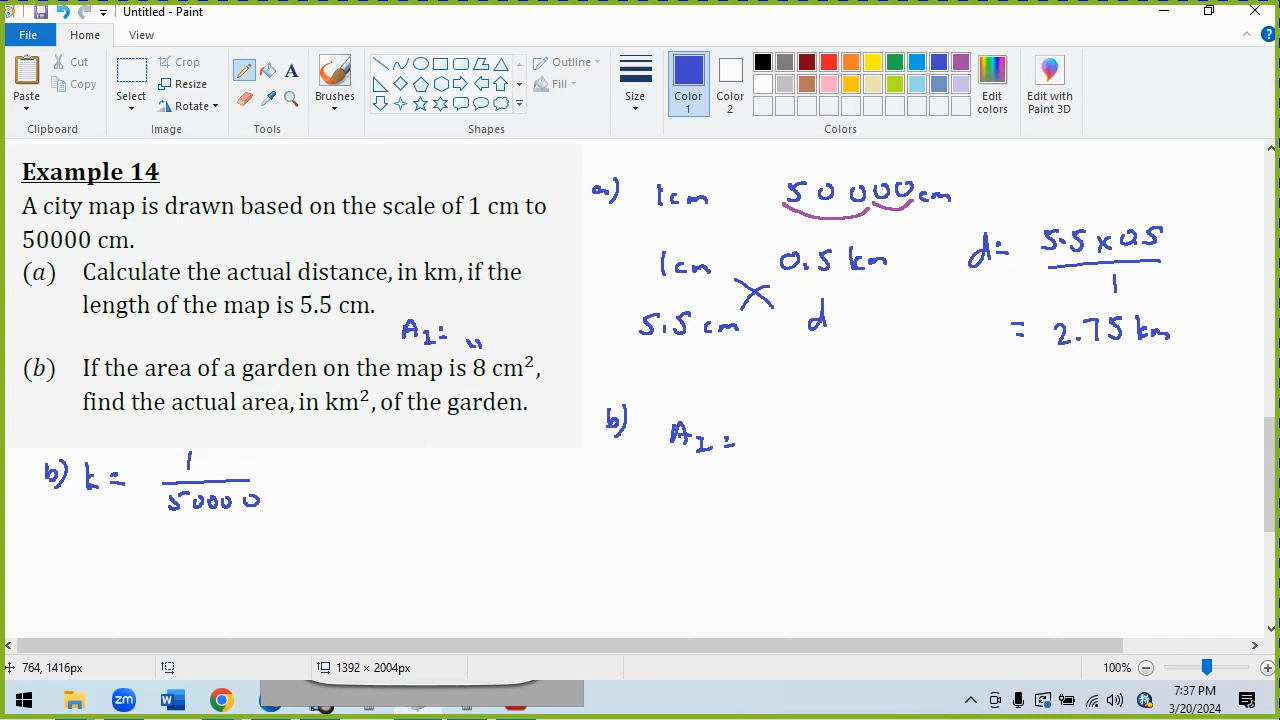 Untitled - Paint
File Home View
Paste Cut Copy
Select Crop Resize Rotate
Brushes
Outline Fill
Size
Color 1
Color 2
Edit colors
Edit with Paint 3D
Clipboard Image Tools Shapes Colors
Example 14
A city map is drawn based on the scale of 1 cm to
50000 cm.
(a) Calculate the actual distance, in km, if the
length of the map is 5.5 cm.
A_I =
(b) If the area of a garden on the map is 8 cm²,
find the actual area, in km², of the garden.
b) k = 1/50000
a) 1cm 50000cm
1cm 0.5 km
5.5 cm d
d = 5.5 x 0.5 / 1
= 2.75 km
b) A_I =
764, 1416px
1392 × 2004px
100%
zm
7:37 PM
3/20/2024